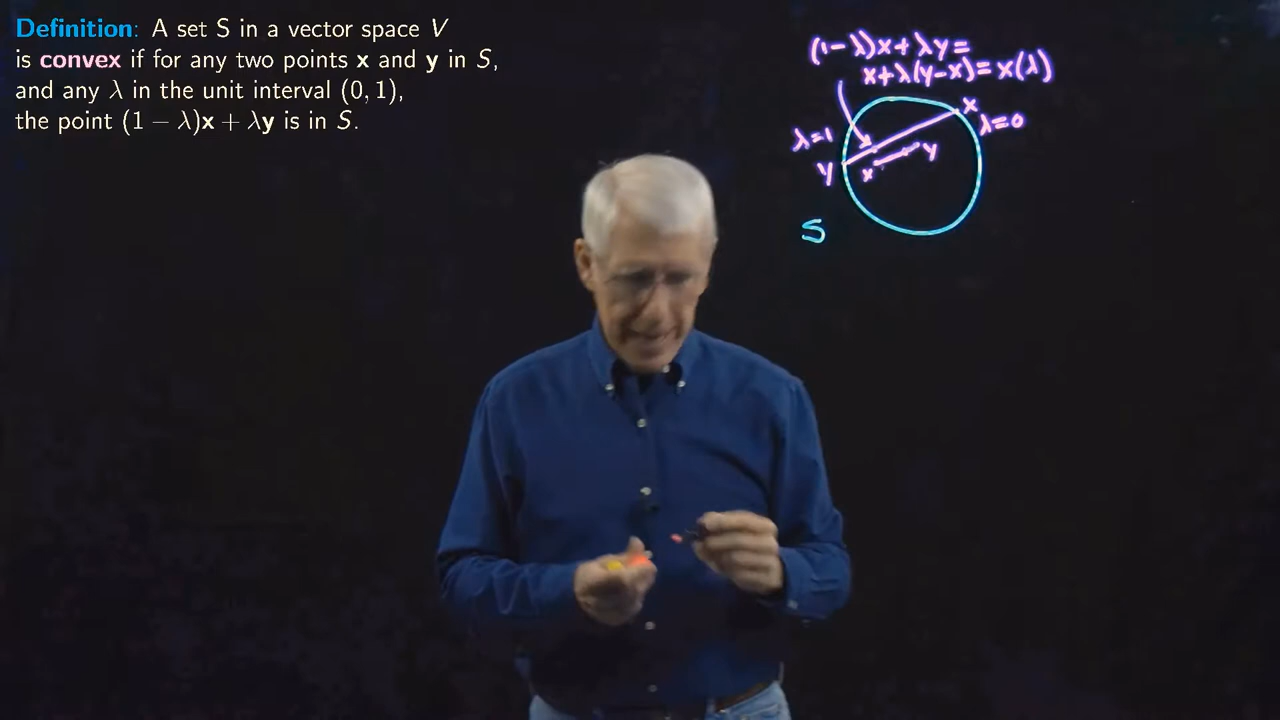 Definition: A set S in a vector space V
is convex if for any two points x and y in S,
and any λ in the unit interval (0, 1),
the point (1 − λ)x + λy is in S.
(1-λ)x+λy=
x+λ(y-x)=x(λ)
x
λ=0
λ=1
y
x
y
S